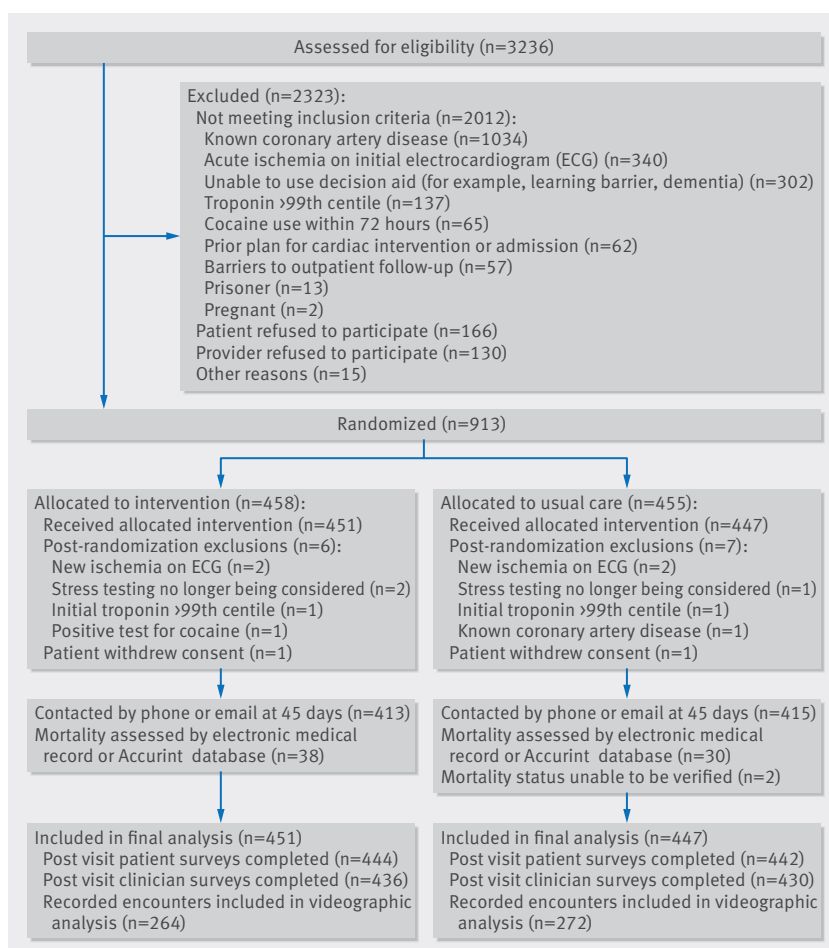 Assessed for eligibility (n=3236)
Excluded (n=2323):
Not meeting inclusion criteria (n=2012):
Known coronary artery disease (n=1034)
Acute ischemia on initial electrocardiogram (ECG) (n=340)
Unable to use decision aid (for example, learning barrier, dementia) (n=302)
Troponin >99th centile (n=137)
Cocaine use within 72 hours (n=65)
Prior plan for cardiac intervention or admission (n=62)
Barriers to outpatient follow-up (n=57)
Prisoner (n=13)
Pregnant (n=2)
Patient refused to participate (n=166)
Provider refused to participate (n=130)
Other reasons (n=15)
Randomized (n=913)
Allocated to intervention (n=458):
Received allocated intervention (n=451)
Post-randomization exclusions (n=6):
New ischemia on ECG (n=2)
Stress testing no longer being considered (n=2)
Initial troponin >99th centile (n=1)
Positive test for cocaine (n=1)
Patient withdrew consent (n=1)
Allocated to usual care (n=455):
Received allocated intervention (n=447)
Post-randomization exclusions (n=7):
New ischemia on ECG (n=2)
Stress testing no longer being considered (n=1)
Initial troponin >99th centile (n=1)
Known coronary artery disease (n=1)
Patient withdrew consent (n=1)
Contacted by phone or email at 45 days (n=413)
Mortality assessed by electronic medical
record or Accurint database (n=38)
Contacted by phone or email at 45 days (n=415)
Mortality assessed by electronic medical
record or Accurint database (n=30)
Mortality status unable to be verified (n=2)
Included in final analysis (n=451)
Post visit patient surveys completed (n=444)
Post visit clinician surveys completed (n=436)
Recorded encounters included in videographic
analysis (n=264)
Included in final analysis (n=447)
Post visit patient surveys completed (n=442)
Post visit clinician surveys completed (n=430)
Recorded encounters included in videographic
analysis (n=272)